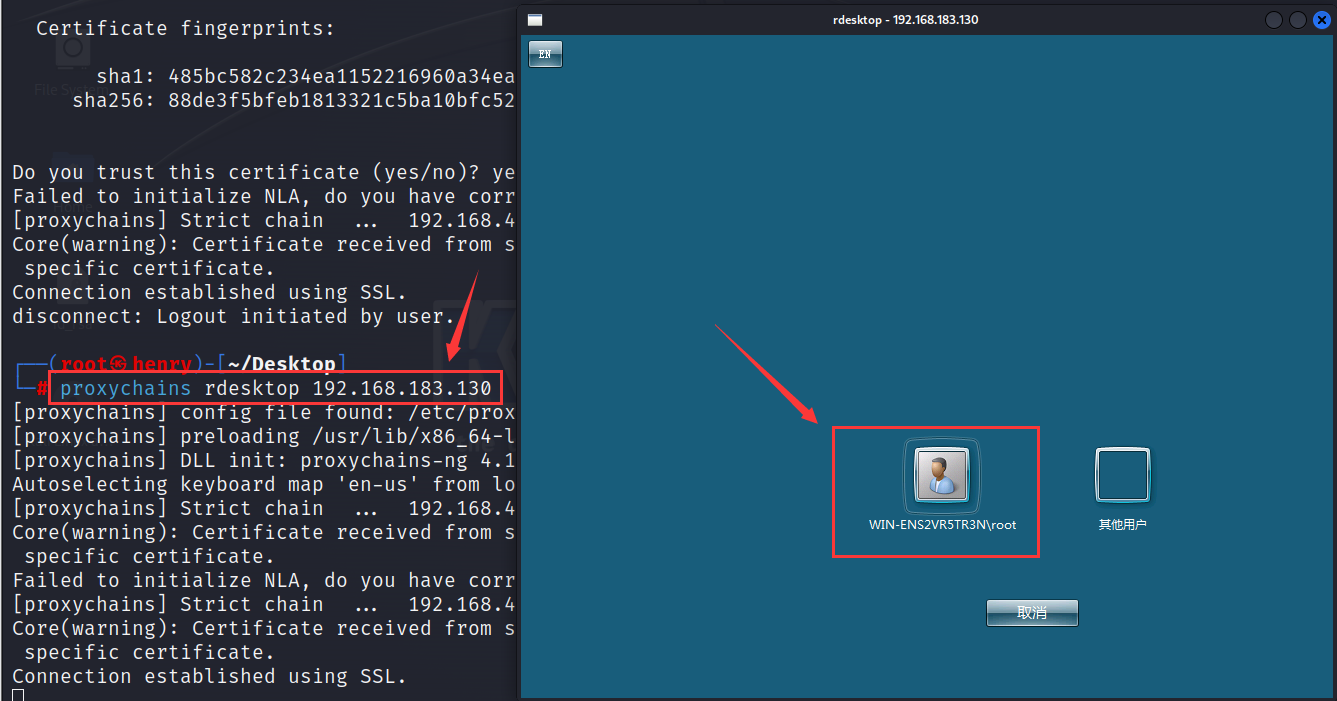 Certificate fingerprints:
sha1: 485bc582c234ea1152216960a34ea
File System
sha256: 88de3f5bfeb1813321c5ba10bfc52
Do you trust this certificate (yes/no)? ye
Failed to initialize NLA, do you have corr
[proxychains] Strict chain  ...  192.168.4
Core(warning): Certificate received from s
 specific certificate.
Connection established using SSL.
disconnect: Logout initiated by user.
┌──(root㉿henry)-[~/Desktop]
└─# proxychains rdesktop 192.168.183.130
[proxychains] config file found: /etc/prox
[proxychains] preloading /usr/lib/x86_64-l
[proxychains] DLL init: proxychains-ng 4.1
Autoselecting keyboard map 'en-us' from lo
[proxychains] Strict chain  ...  192.168.4
Core(warning): Certificate received from s
 specific certificate.
Failed to initialize NLA, do you have corr
[proxychains] Strict chain  ...  192.168.4
Core(warning): Certificate received from s
 specific certificate.
Connection established using SSL.
rdesktop - 192.168.183.130
EN
WIN-ENS2VR5TR3N\root
其他用户
取消